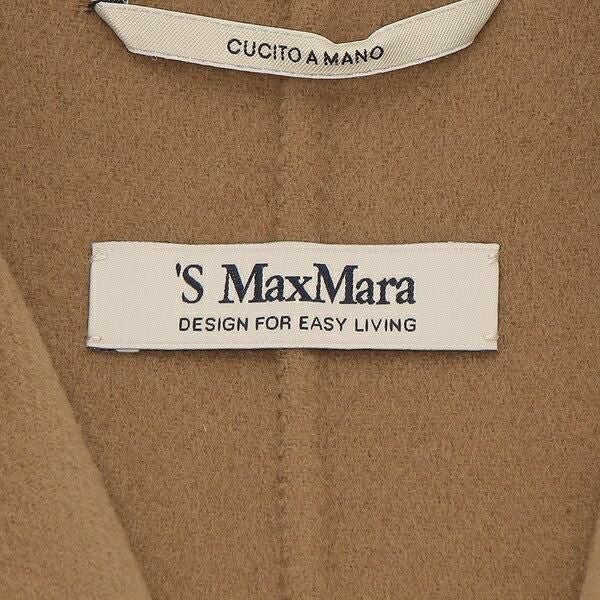 CUCITO A MANO
'S MaxMara
DESIGN FOR EASY LIVING